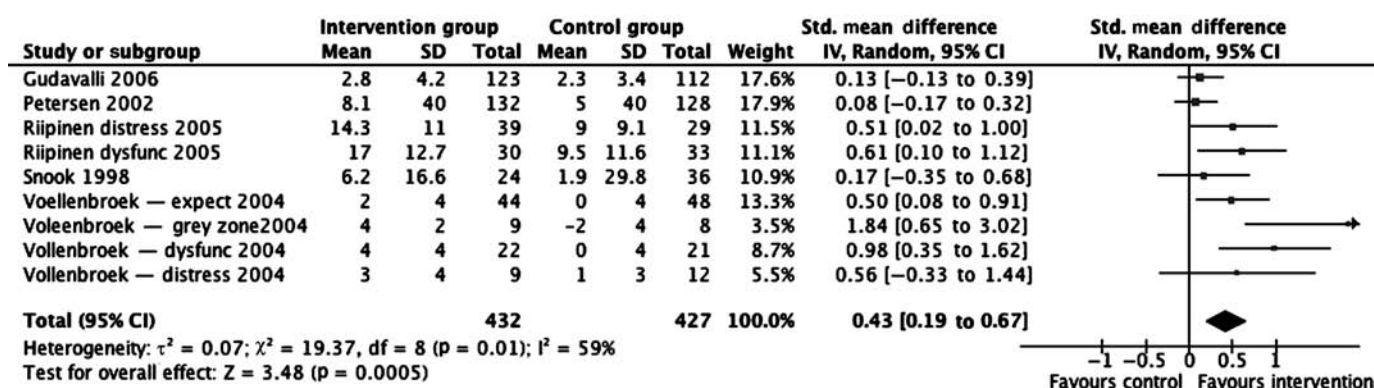 Intervention group Control group Std. mean difference Std. mean difference
Study or subgroup Mean SD Total Mean SD Total Weight IV, Random, 95% CI IV, Random, 95% CI
Gudavalli 2006 2.8 4.2 123 2.3 3.4 112 17.6% 0.13 [−0.13 to 0.39]
Petersen 2002 8.1 40 132 5 40 128 17.9% 0.08 [−0.17 to 0.32]
Riipinen distress 2005 14.3 11 39 9 9.1 29 11.5% 0.51 [0.02 to 1.00]
Riipinen dysfunc 2005 17 12.7 30 9.5 11.6 33 11.1% 0.61 [0.10 to 1.12]
Snook 1998 6.2 16.6 24 1.9 29.8 36 10.9% 0.17 [−0.35 to 0.68]
Voellenbroek — expect 2004 2 4 44 0 4 48 13.3% 0.50 [0.08 to 0.91]
Voleenbroek — grey zone2004 4 2 9 -2 4 8 3.5% 1.84 [0.65 to 3.02]
Vollenbroek — dysfunc 2004 4 4 22 0 4 21 8.7% 0.98 [0.35 to 1.62]
Vollenbroek — distress 2004 3 4 9 1 3 12 5.5% 0.56 [−0.33 to 1.44]
Total (95% CI) 432 427 100.0% 0.43 [0.19 to 0.67]
Heterogeneity: τ² = 0.07; χ² = 19.37, df = 8 (p = 0.01); I² = 59%
Test for overall effect: Z = 3.48 (p = 0.0005)
−1 −0.5 0 0.5 1
Favours control Favours intervention